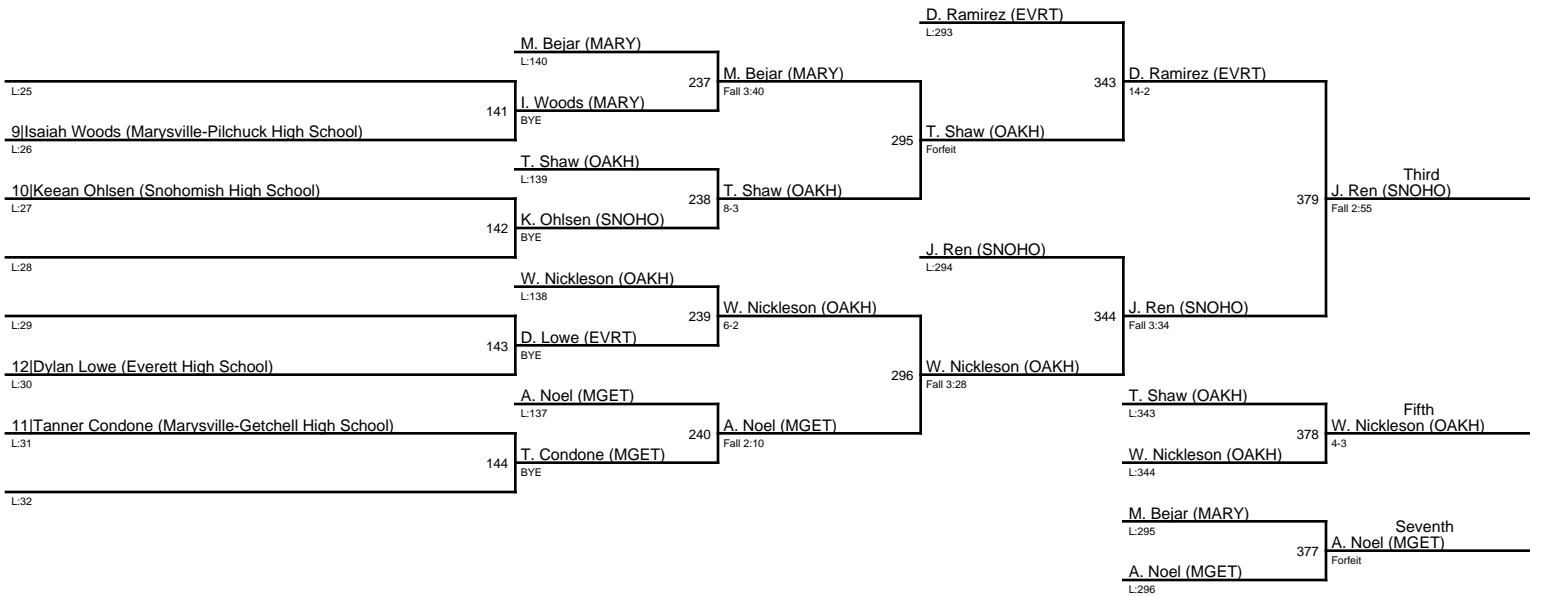 L:25
9|Isaiah Woods (Marysville-Pilchuck High School)
L:26
10|Keean Ohlsen (Snohomish High School)
L:27
L:28
L:29
12|Dylan Lowe (Everett High School)
L:30
11|Tanner Condone (Marysville-Getchell High School)
L:31
L:32
141
142
143
144
M. Bejar (MARY)
L:140
I. Woods (MARY)
BYE
T. Shaw (OAKH)
L:139
K. Ohlsen (SNOHO)
BYE
W. Nickleson (OAKH)
L:138
D. Lowe (EVRT)
BYE
A. Noel (MGET)
L:137
T. Condone (MGET)
BYE
237
238
239
240
M. Bejar (MARY)
Fall 3:40
T. Shaw (OAKH)
8-3
W. Nickleson (OAKH)
6-2
A. Noel (MGET)
Fall 2:10
295
296
D. Ramirez (EVRT)
L:293
T. Shaw (OAKH)
Forfeit
J. Ren (SNOHO)
L:294
W. Nickleson (OAKH)
Fall 3:28
343
344
D. Ramirez (EVRT)
14-2
J. Ren (SNOHO)
Fall 3:34
379
Third
J. Ren (SNOHO)
Fall 2:55
T. Shaw (OAKH)
L:343
W. Nickleson (OAKH)
L:344
378
Fifth
W. Nickleson (OAKH)
4-3
M. Bejar (MARY)
L:295
A. Noel (MGET)
L:296
377
Seventh
A. Noel (MGET)
Forfeit